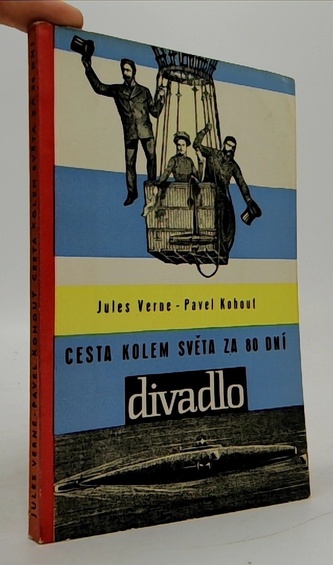 Jules Verne - Pavel Kohout
CESTA KOLEM SVĚTA ZA 80 DNÍ
divadlo
JULES VERNE - PAVEL KOHOUT CESTA KOLEM SVĚTA ZA 80 DNÍ